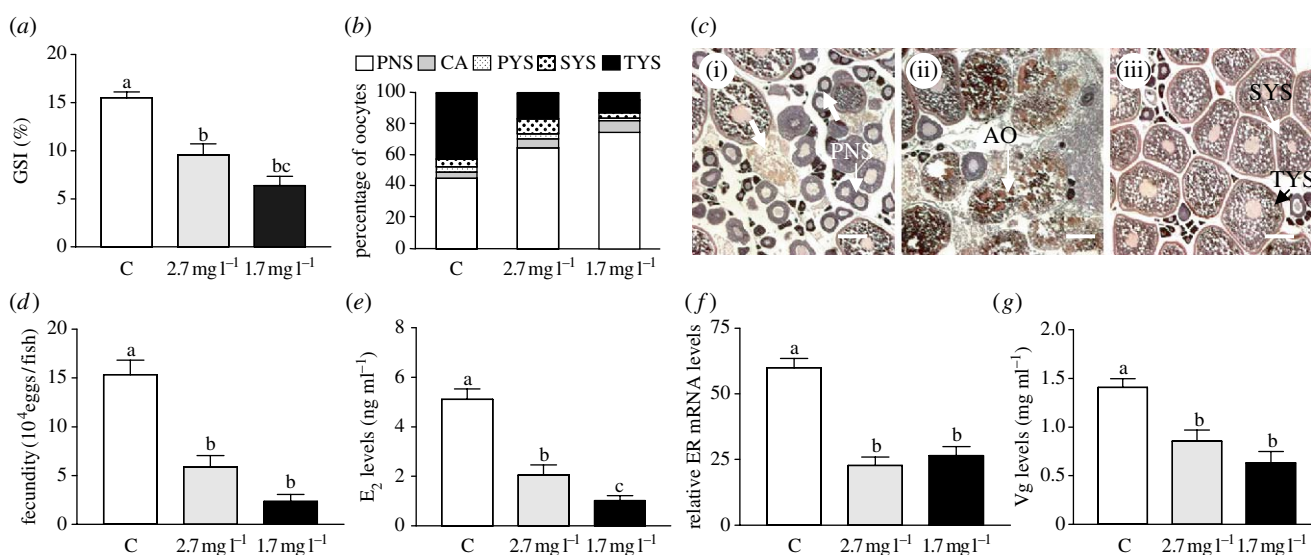 (a)
GSI (%)
20
15
10
5
0
a
b
bc
C
2.7 mg l⁻¹
1.7 mg l⁻¹
(b)
PNS CA PYS SYS TYS
percentage of oocytes
100
80
60
40
20
0
C
2.7 mg l⁻¹
1.7 mg l⁻¹
(c)
(i)
PNS
(ii)
AO
(iii)
SYS
TYS
(d)
fecundity (10⁴ eggs/fish)
20
15
10
5
0
a
b
b
C
2.7 mg l⁻¹
1.7 mg l⁻¹
(e)
E₂ levels (ng ml⁻¹)
8
6
4
2
0
a
b
c
C
2.7 mg l⁻¹
1.7 mg l⁻¹
(f)
relative ER mRNA levels
75
50
25
0
a
b
b
C
2.7 mg l⁻¹
1.7 mg l⁻¹
(g)
Vg levels (mg ml⁻¹)
2.0
1.5
1.0
0.5
0
a
b
b
C
2.7 mg l⁻¹
1.7 mg l⁻¹